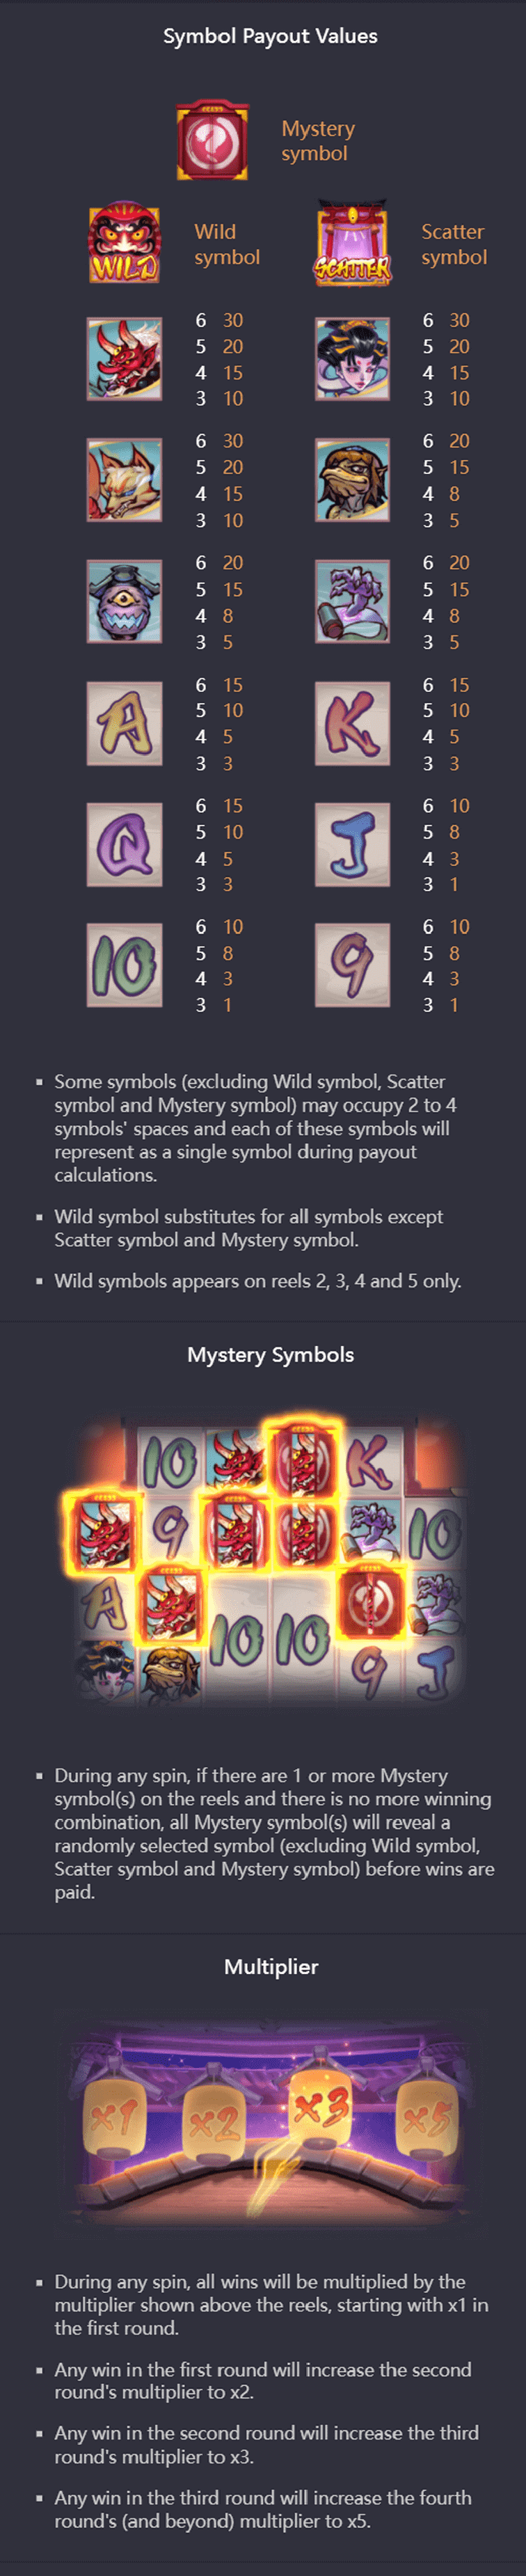 Symbol Payout Values
Mystery
symbol
WILD
Wild
symbol
SCATTER
Scatter
symbol
6 30
5 20
4 15
3 10
6 30
5 20
4 15
3 10
6 30
5 20
4 15
3 10
6 20
5 15
4 8
3 5
6 20
5 15
4 8
3 5
6 20
5 15
4 8
3 5
A
6 15
5 10
4 5
3 3
K
6 15
5 10
4 5
3 3
Q
6 15
5 10
4 5
3 3
J
6 10
5 8
4 3
3 1
10
6 10
5 8
4 3
3 1
9
6 10
5 8
4 3
3 1
▪ Some symbols (excluding Wild symbol, Scatter
symbol and Mystery symbol) may occupy 2 to 4
symbols' spaces and each of these symbols will
represent as a single symbol during payout
calculations.
▪ Wild symbol substitutes for all symbols except
Scatter symbol and Mystery symbol.
▪ Wild symbols appears on reels 2, 3, 4 and 5 only.
Mystery Symbols
10 K
9 10
A
10 10
9 J
▪ During any spin, if there are 1 or more Mystery
symbol(s) on the reels and there is no more winning
combination, all Mystery symbol(s) will reveal a
randomly selected symbol (excluding Wild symbol,
Scatter symbol and Mystery symbol) before wins are
paid.
Multiplier
x1 x2 x3 x5
▪ During any spin, all wins will be multiplied by the
multiplier shown above the reels, starting with x1 in
the first round.
▪ Any win in the first round will increase the second
round's multiplier to x2.
▪ Any win in the second round will increase the third
round's multiplier to x3.
▪ Any win in the third round will increase the fourth
round's (and beyond) multiplier to x5.